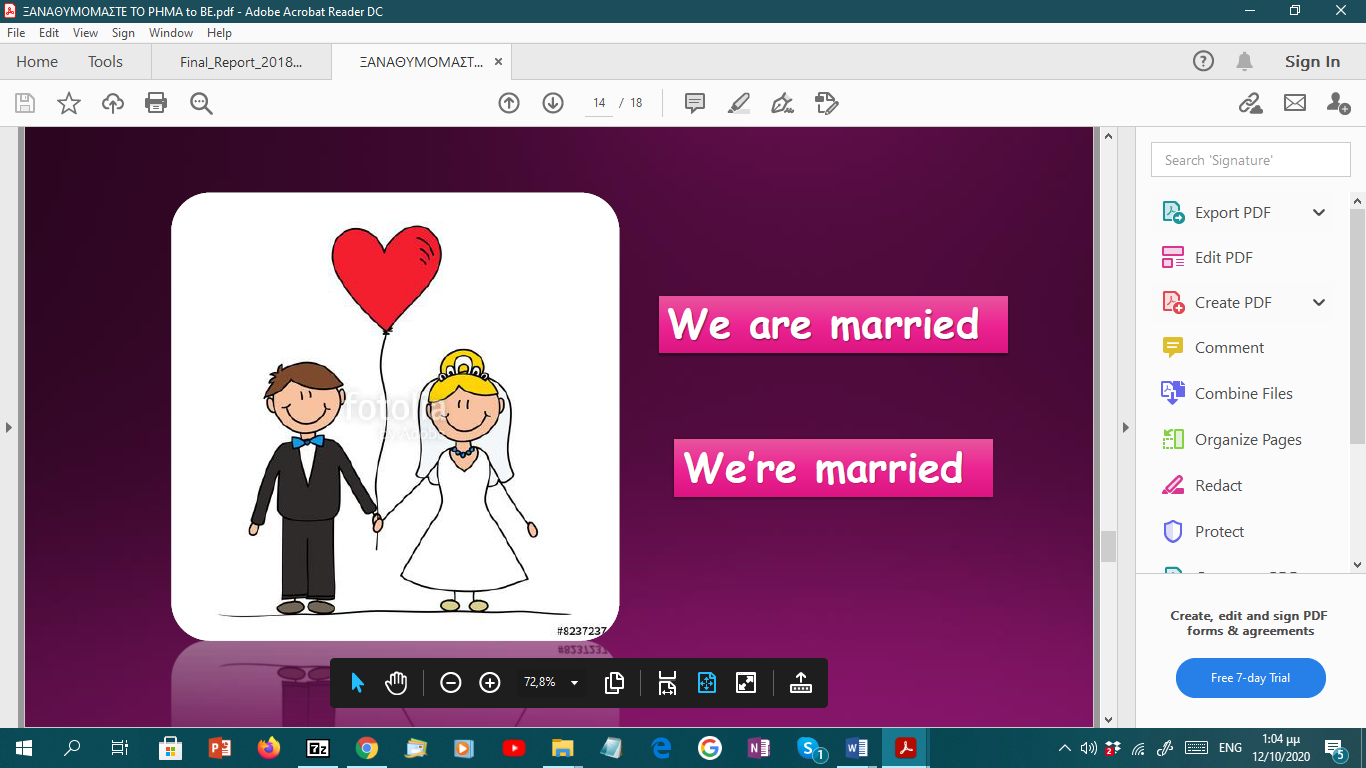 ΞΑΝΑΘΥΜΟΜΑΣΤΕ ΤΟ ΡΗΜΑ to BE.pdf - Adobe Acrobat Reader DC
File Edit View Sign Window Help
Home Tools Final_Report_2018... ΞΑΝΑΘΥΜΟΜΑΣΤ... × Sign In
14 / 18
Search 'Signature'
Export PDF
Edit PDF
Create PDF
Comment
Combine Files
Organize Pages
Redact
Protect
We are married
We're married
fotolia
#8237237
72,8%
Create, edit and sign PDF
forms & agreements
Free 7-day Trial
ENG
1:04 μμ
12/10/2020